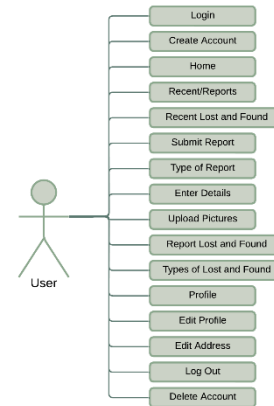 Login
Create Account
Home
Recent/Reports
Recent Lost and Found
Submit Report
Type of Report
Enter Details
Upload Pictures
Report Lost and Found
Types of Lost and Found
Profile
Edit Profile
Edit Address
Log Out
Delete Account
User